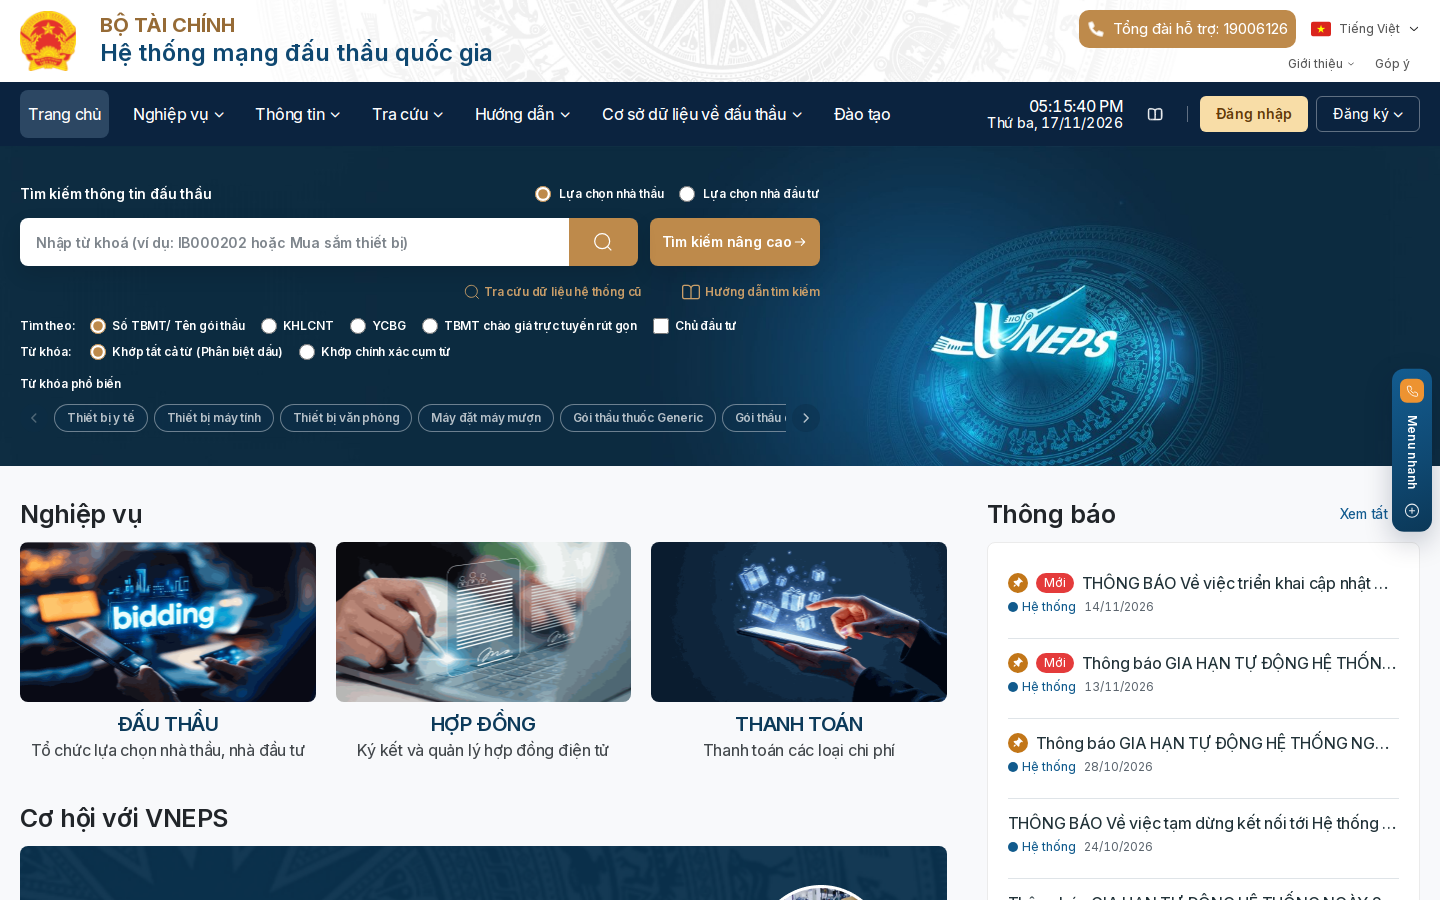 BỘ TÀI CHÍNH
Hệ thống mạng đấu thầu quốc gia
Tổng đài hỗ trợ: 19006126
Tiếng Việt
Giới thiệu
Góp ý
Trang chủ
Nghiệp vụ
Thông tin
Tra cứu
Hướng dẫn
Cơ sở dữ liệu về đấu thầu
Đào tạo
05:15:40 PM
Thứ ba, 17/11/2026
Đăng nhập
Đăng ký
Tìm kiếm thông tin đấu thầu
Lựa chọn nhà thầu
Lựa chọn nhà đầu tư
Nhập từ khoá (ví dụ: IB000202 hoặc Mua sắm thiết bị)
Tìm kiếm nâng cao
Tra cứu dữ liệu hệ thống cũ
Hướng dẫn tìm kiếm
Tìm theo:
Số TBMT/ Tên gói thầu
KHLCNT
YCBG
TBMT chào giá trực tuyến rút gọn
Chủ đầu tư
Từ khóa:
Khớp tất cả từ (Phân biệt dấu)
Khớp chính xác cụm từ
Từ khóa phổ biến
Thiết bị y tế
Thiết bị máy tính
Thiết bị văn phòng
Máy đặt máy mượn
Gói thầu thuốc Generic
Gói thầu
VNEPS
Menu nhanh
Nghiệp vụ
bidding
ĐẤU THẦU
Tổ chức lựa chọn nhà thầu, nhà đầu tư
HỢP ĐỒNG
Ký kết và quản lý hợp đồng điện tử
THANH TOÁN
Thanh toán các loại chi phí
Cơ hội với VNEPS
Thông báo
Xem tất
Mới
THÔNG BÁO Về việc triển khai cập nhật ...
Hệ thống 14/11/2026
Mới
Thông báo GIA HẠN TỰ ĐỘNG HỆ THỐN...
Hệ thống 13/11/2026
Thông báo GIA HẠN TỰ ĐỘNG HỆ THỐNG NG...
Hệ thống 28/10/2026
THÔNG BÁO Về việc tạm dừng kết nối tới Hệ thống ...
Hệ thống 24/10/2026
Thông báo GIA HẠN TỰ ĐỘNG HỆ THỐNG NGÀY